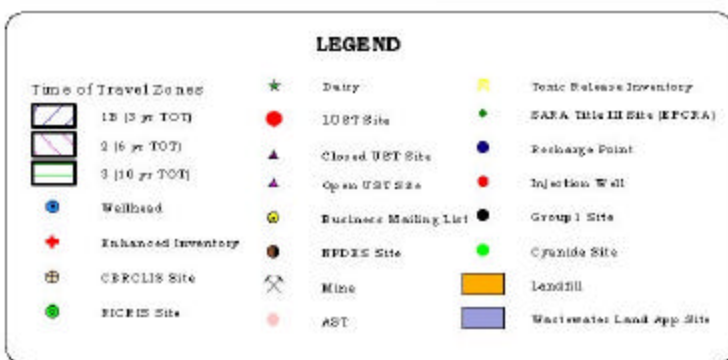 LEGEND
Time of Travel Zones
1B (3 yr TOT)
2 (6 yr TOT)
3 (10 yr TOT)
Wellhead
Enhanced Inventory
CERCLIS Site
RICRIS Site
Dairy
LUST Site
Closed UST Site
Open UST Site
Business Mailing List
NPDES Site
Mine
AST
Toxic Release Inventory
SARA Title III Site (EPCRA)
Recharge Point
Injection Well
Group 1 Site
Cyanide Site
Landfill
Wastewater Land App Site